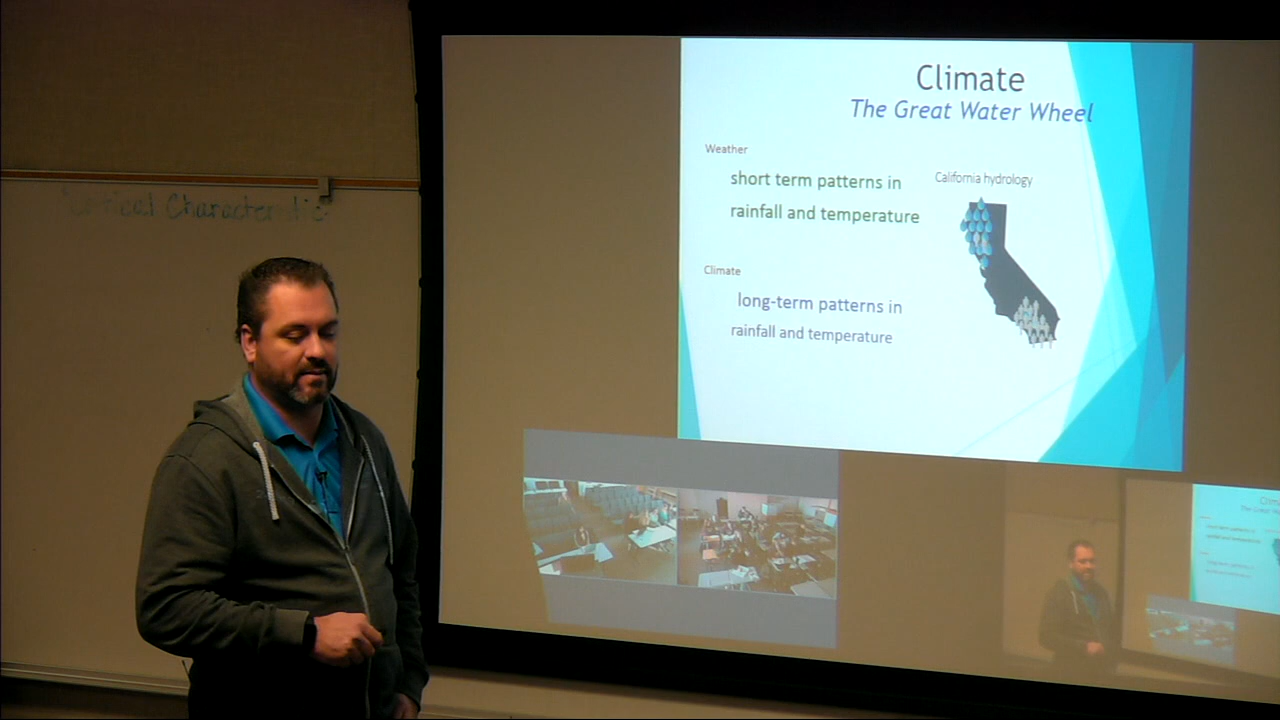 Climate
The Great Water Wheel
Weather
short term patterns in
rainfall and temperature
California hydrology
Climate
long-term patterns in
rainfall and temperature
Critical Characteristic